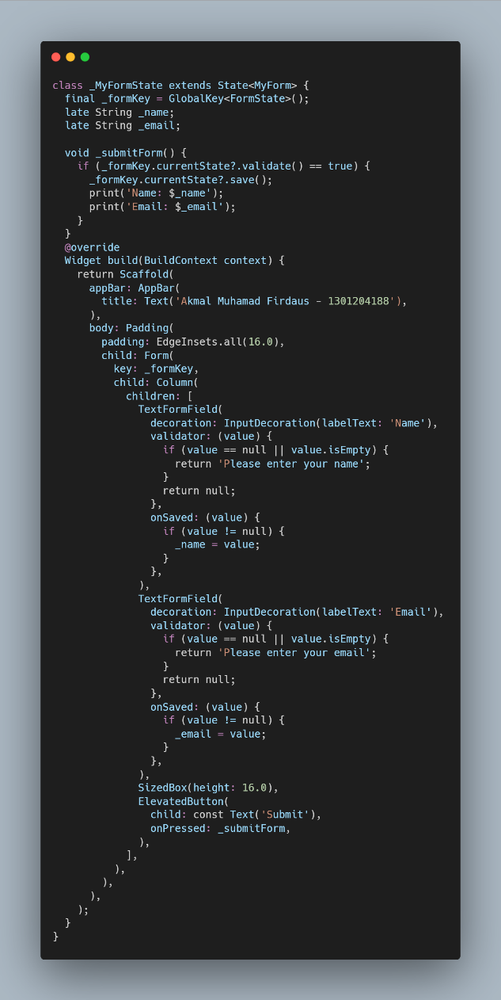 class _MyFormState extends State<MyForm> {
  final _formKey = GlobalKey<FormState>();
  late String _name;
  late String _email;

  void _submitForm() {
    if (_formKey.currentState?.validate() == true) {
      _formKey.currentState?.save();
      print('Name: $_name');
      print('Email: $_email');
    }
  }
  @override
  Widget build(BuildContext context) {
    return Scaffold(
      appBar: AppBar(
        title: Text('Akmal Muhamad Firdaus - 1301204188'),
      ),
      body: Padding(
        padding: EdgeInsets.all(16.0),
        child: Form(
          key: _formKey,
          child: Column(
            children: [
              TextFormField(
                decoration: InputDecoration(labelText: 'Name'),
                validator: (value) {
                  if (value == null || value.isEmpty) {
                    return 'Please enter your name';
                  }
                  return null;
                },
                onSaved: (value) {
                  if (value != null) {
                    _name = value;
                  }
                },
              ),
              TextFormField(
                decoration: InputDecoration(labelText: 'Email'),
                validator: (value) {
                  if (value == null || value.isEmpty) {
                    return 'Please enter your email';
                  }
                  return null;
                },
                onSaved: (value) {
                  if (value != null) {
                    _email = value;
                  }
                },
              ),
              SizedBox(height: 16.0),
              ElevatedButton(
                child: const Text('Submit'),
                onPressed: _submitForm,
              ),
            ],
          ),
        ),
      ),
    );
  }
}